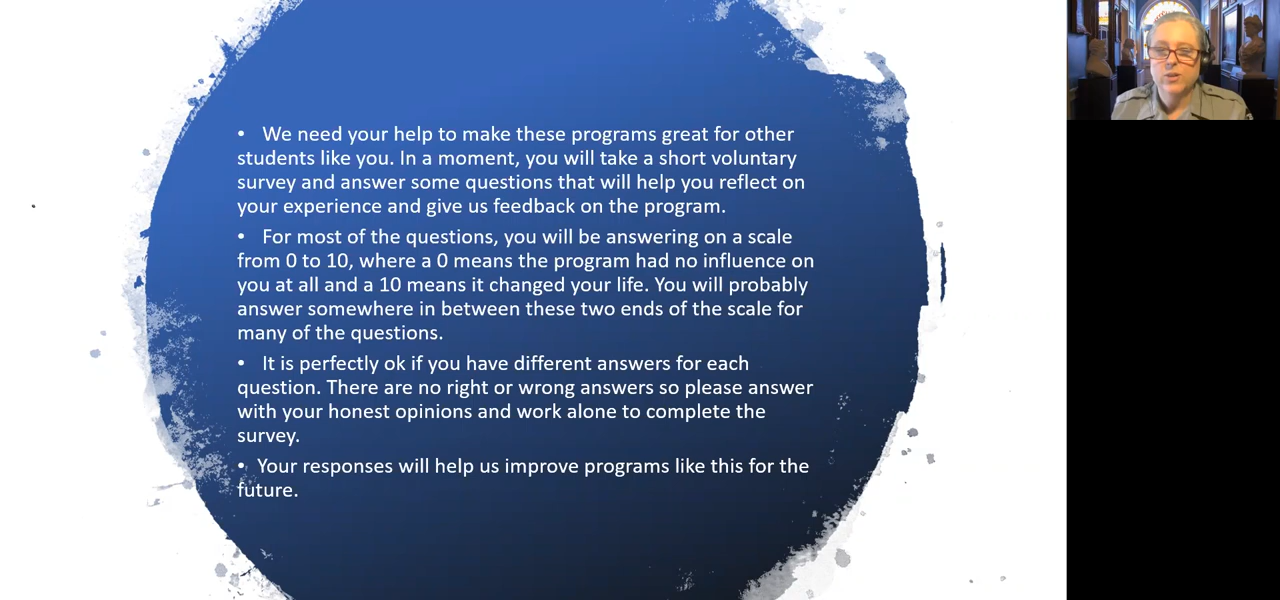 • We need your help to make these programs great for other
students like you. In a moment, you will take a short voluntary
survey and answer some questions that will help you reflect on
your experience and give us feedback on the program.
• For most of the questions, you will be answering on a scale
from 0 to 10, where a 0 means the program had no influence on
you at all and a 10 means it changed your life. You will probably
answer somewhere in between these two ends of the scale for
many of the questions.
• It is perfectly ok if you have different answers for each
question. There are no right or wrong answers so please answer
with your honest opinions and work alone to complete the
survey.
• Your responses will help us improve programs like this for the
future.